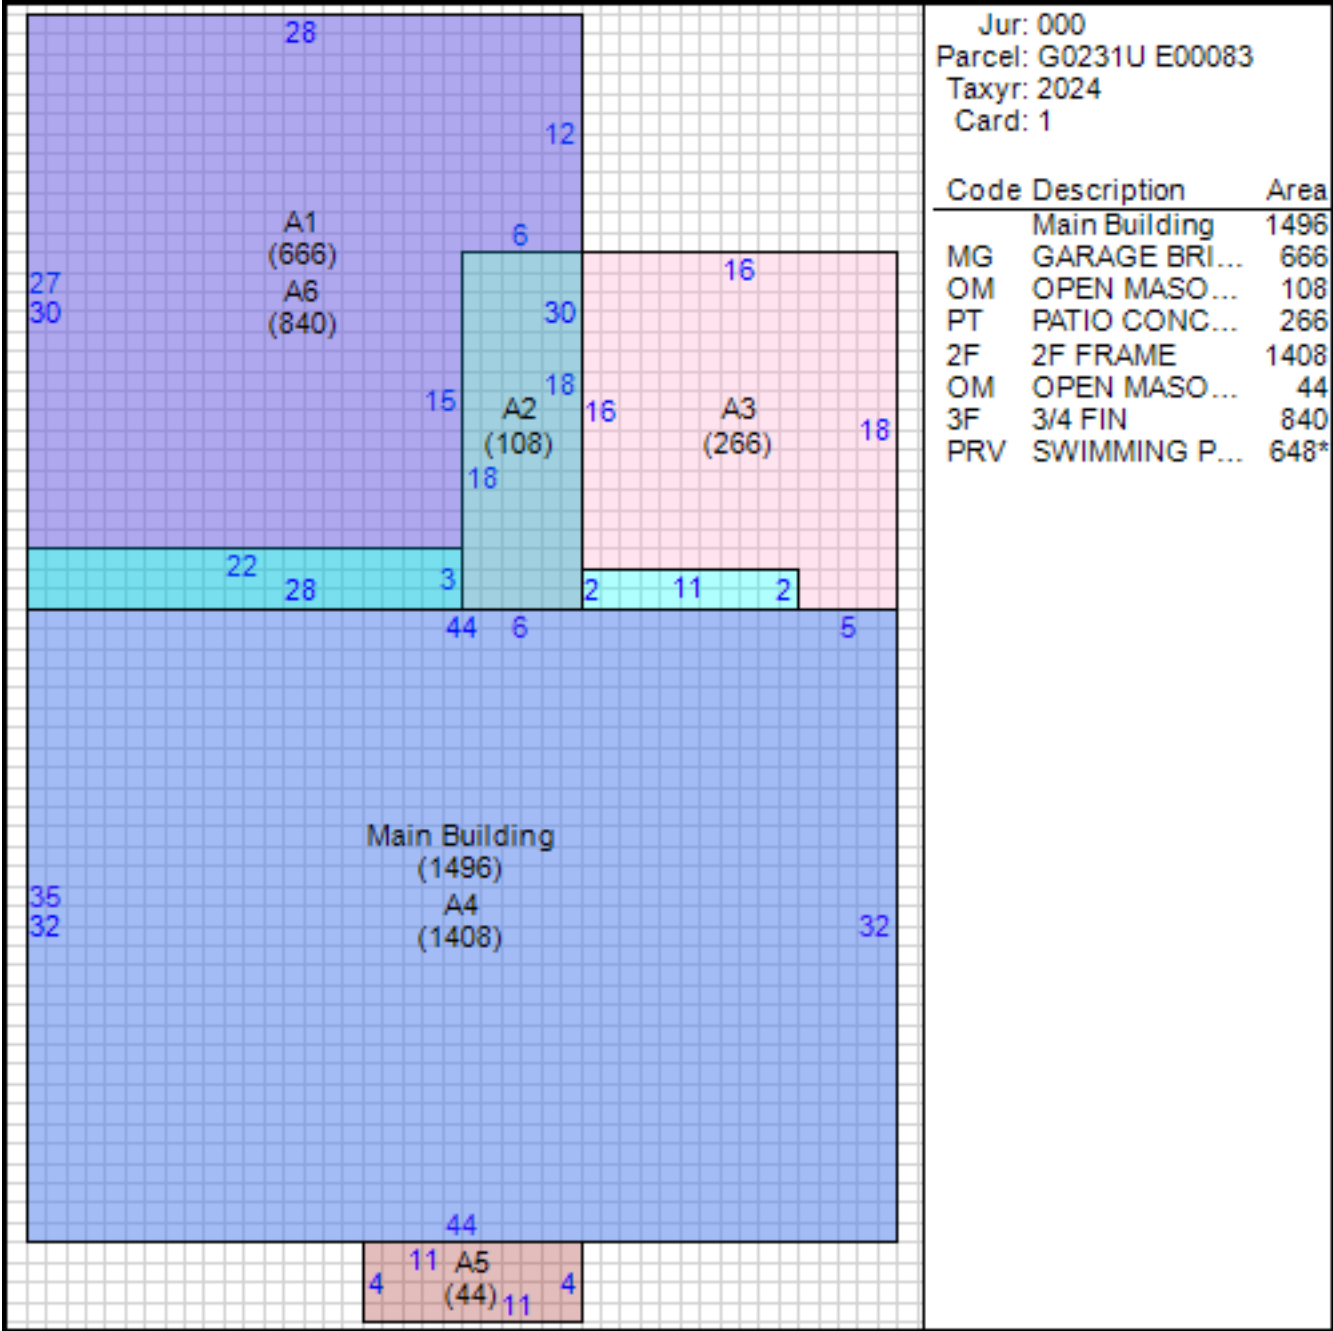 28
12
A1
(666)
6
A6
(840)
27
30
16
30
15
18
A2
(108)
16
A3
(266)
18
18
22
28
3
2
11
2
44
6
5
Main Building
(1496)
A4
(1408)
35
32
32
44
11
A5
(44)
4
4
11
Jur: 000
Parcel: G0231U E00083
Taxyr: 2024
Card: 1
Code Description Area
Main Building 1496
MG GARAGE BRI... 666
OM OPEN MASO... 108
PT PATIO CONC... 266
2F 2F FRAME 1408
OM OPEN MASO... 44
3F 3/4 FIN 840
PRV SWIMMING P... 648*